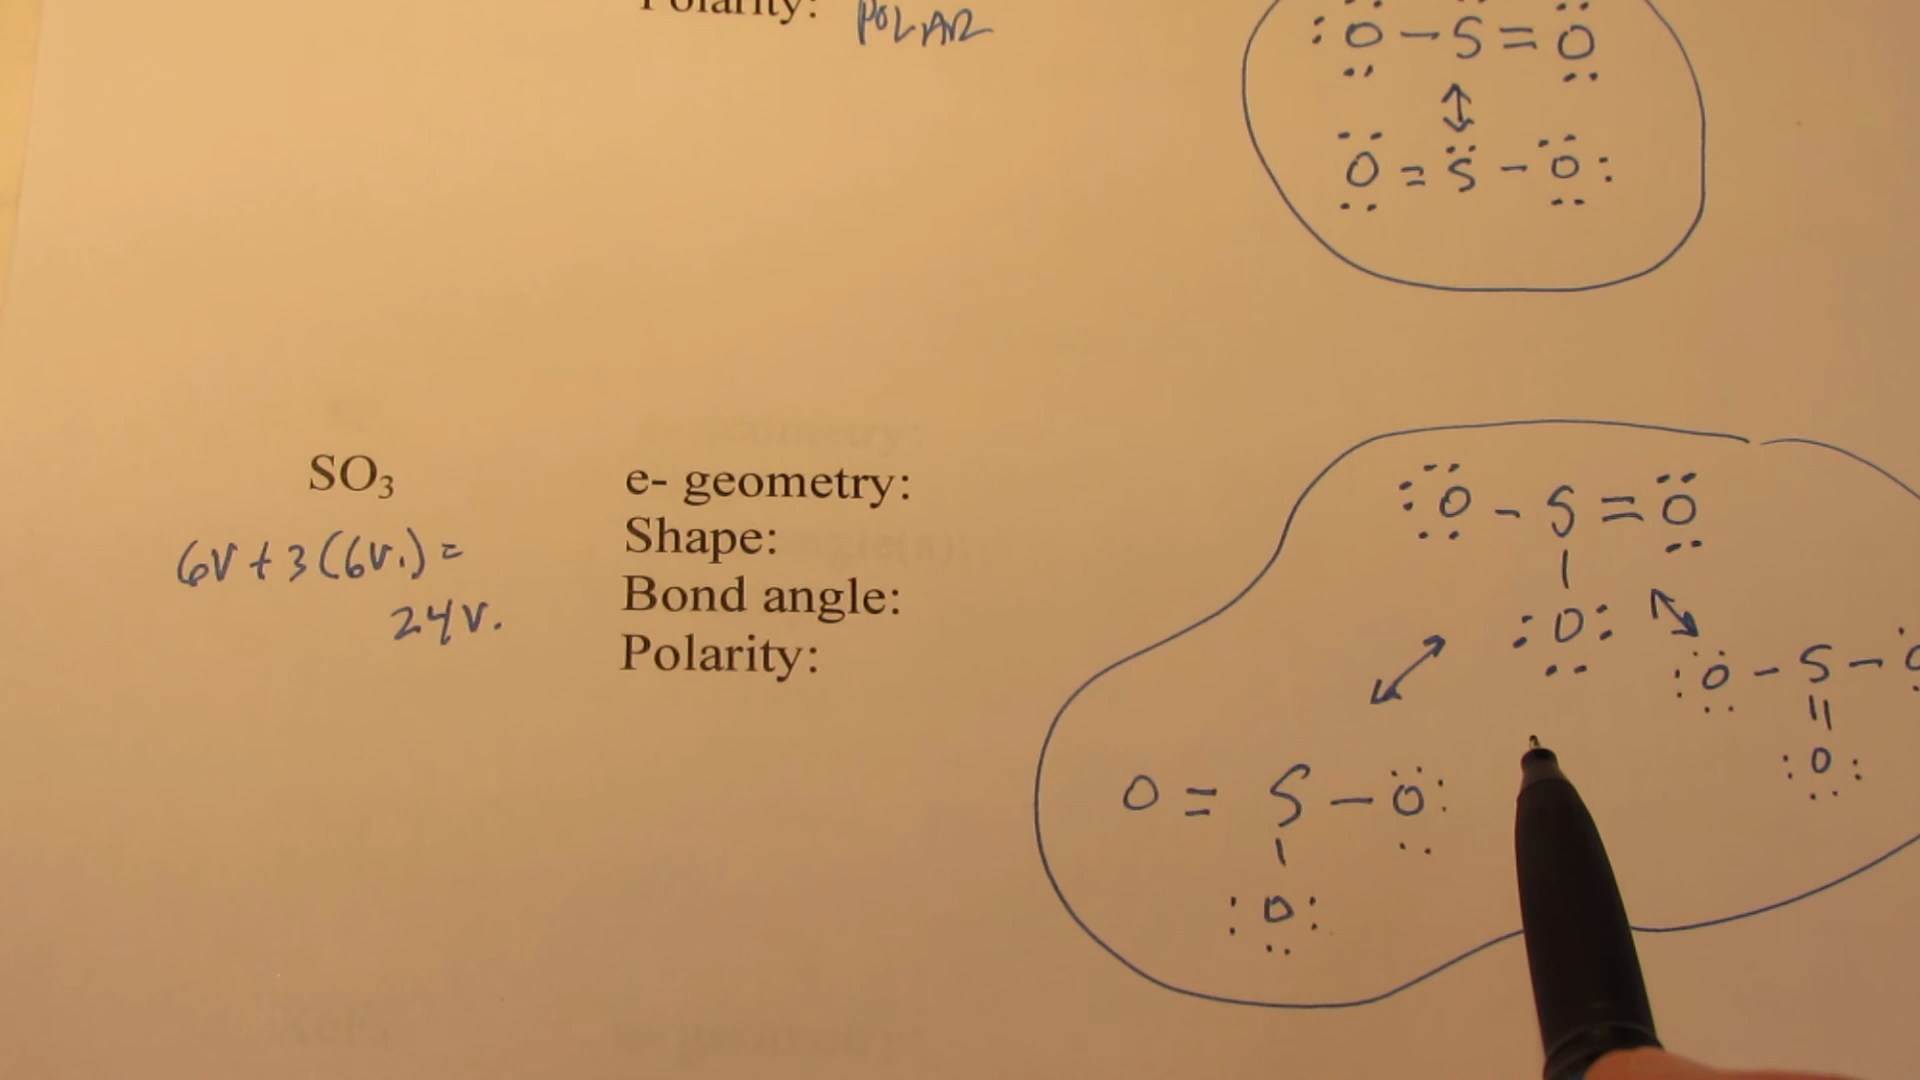 Polarity: POLAR
:O - S = O
O = S - O:
SO₃
6V + 3(6V.) =
24V.
e- geometry:
Shape:
Bond angle:
Polarity:
:O - S = O
|
:O:
:O - S - O
||
:O:
O = S - O:
|
:O: